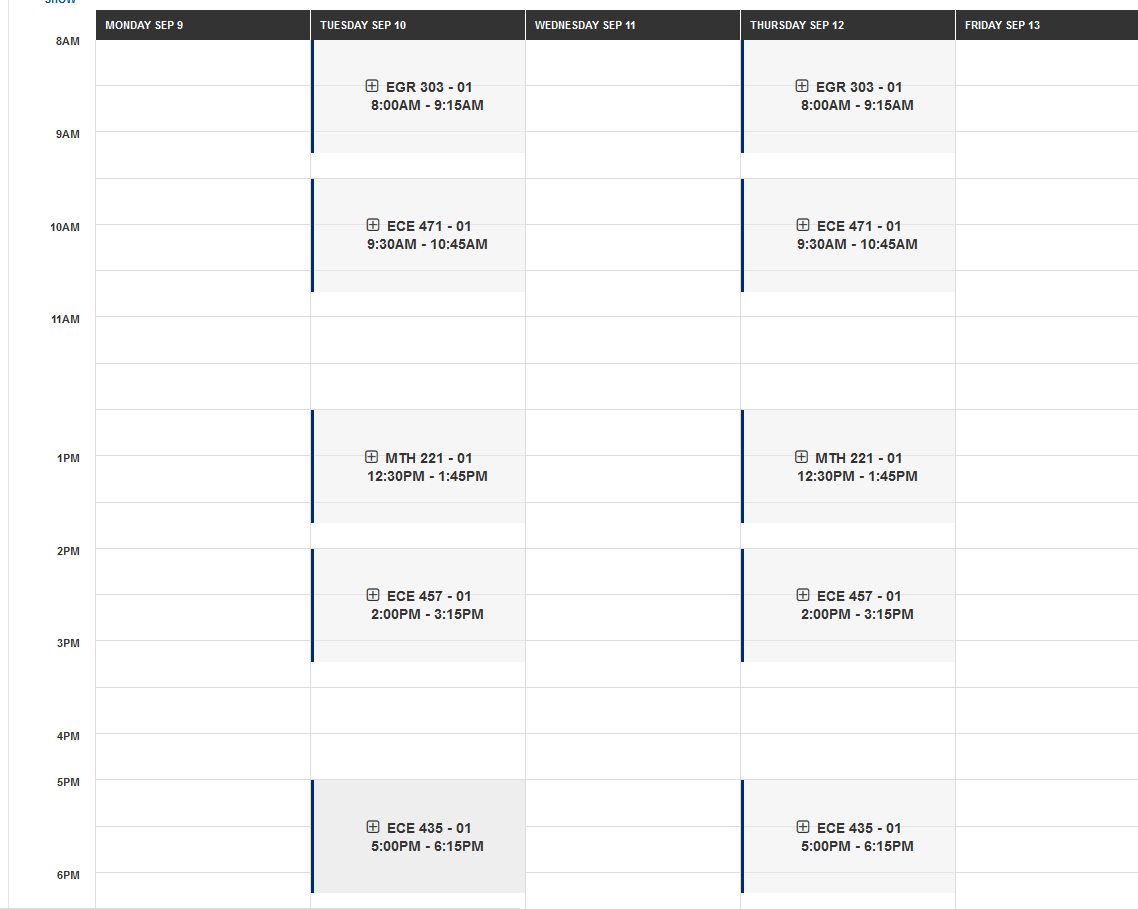 SHOW
MONDAY SEP 9
TUESDAY SEP 10
WEDNESDAY SEP 11
THURSDAY SEP 12
FRIDAY SEP 13
8AM
EGR 303 - 01
8:00AM - 9:15AM
EGR 303 - 01
8:00AM - 9:15AM
9AM
10AM
ECE 471 - 01
9:30AM - 10:45AM
ECE 471 - 01
9:30AM - 10:45AM
11AM
1PM
MTH 221 - 01
12:30PM - 1:45PM
MTH 221 - 01
12:30PM - 1:45PM
2PM
ECE 457 - 01
2:00PM - 3:15PM
ECE 457 - 01
2:00PM - 3:15PM
3PM
4PM
5PM
ECE 435 - 01
5:00PM - 6:15PM
ECE 435 - 01
5:00PM - 6:15PM
6PM